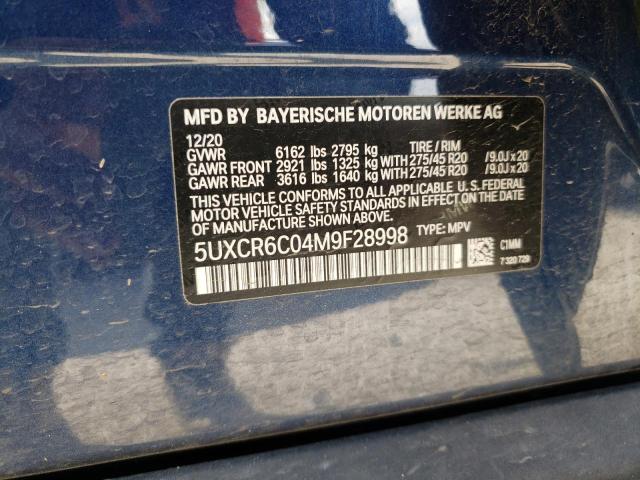 MFD BY BAYERISCHE MOTOREN WERKE AG
12/20
GVWR 6162 lbs 2795 kg TIRE / RIM
GAWR FRONT 2921 lbs 1325 kg WITH 275/45 R20 /9.0J x 20
GAWR REAR 3616 lbs 1640 kg WITH 275/45 R20 /9.0J x 20
THIS VEHICLE CONFORMS TO ALL APPLICABLE U.S. FEDERAL
MOTOR VEHICLE SAFETY STANDARDS IN EFFECT ON THE
DATE OF MANUFACTURE SHOWN ABOVE.
5UXCR6C04M9F28998 TYPE: MPV
C1MM
7 320 729